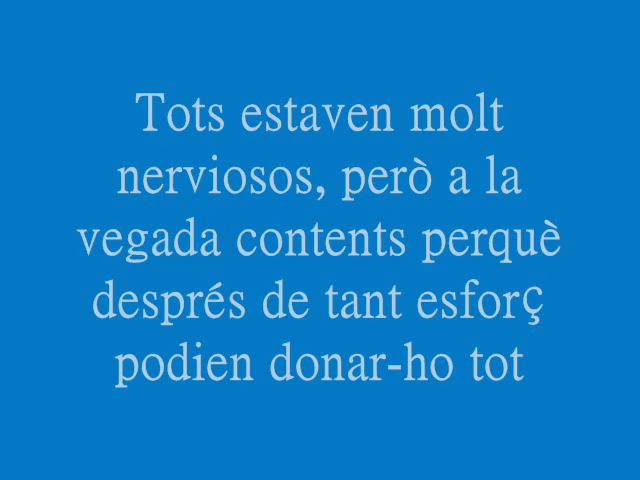 Tots estaven molt
nerviosos, però a la
vegada contents perquè
després de tant esforç
podien donar-ho tot